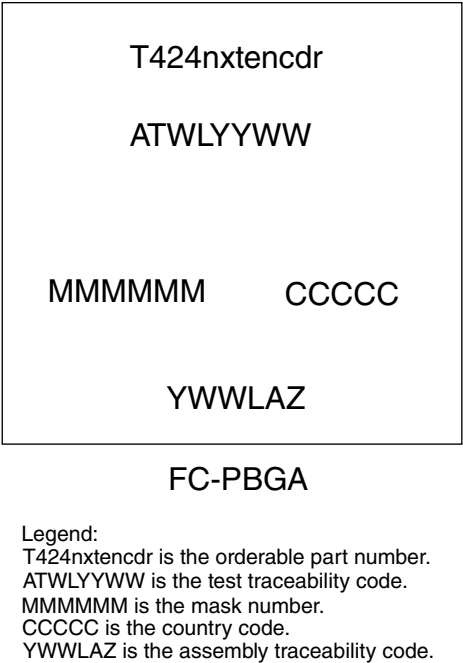 T424nxtencdr
ATWLYYWW
MMMMMM CCCCC
YWWLAZ
FC-PBGA
Legend:
T424nxtencdr is the orderable part number.
ATWLYYWW is the test traceability code.
MMMMMM is the mask number.
CCCCC is the country code.
YWWLAZ is the assembly traceability code.